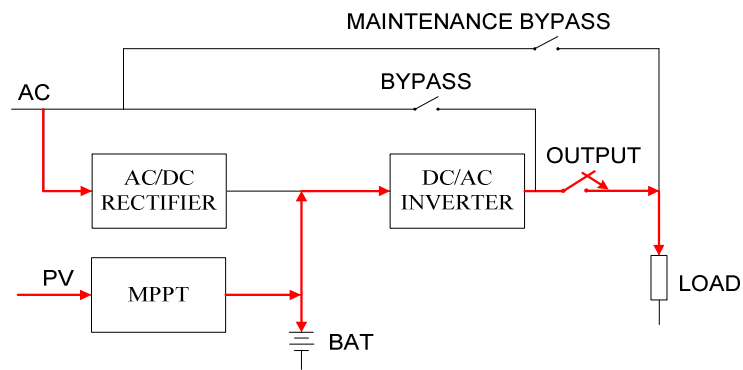 MAINTENANCE BYPASS
AC
BYPASS
AC/DC
RECTIFIER
DC/AC
INVERTER
OUTPUT
PV
MPPT
LOAD
BAT